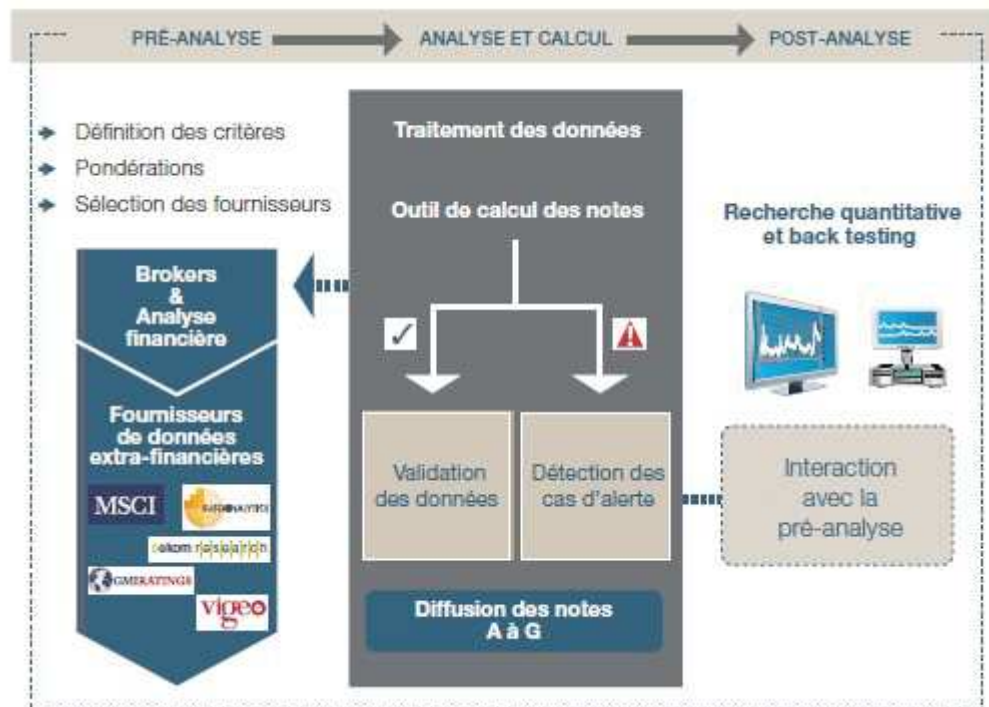 PRÉ-ANALYSE
ANALYSE ET CALCUL
POST-ANALYSE
Définition des critères
Pondérations
Sélection des fournisseurs
Brokers
&
Analyse
financière
Fournisseurs
de données
extra-financières
MSCI
oekom research
GMIRATINGS
vigeo
Traitement des données
Outil de calcul des notes
Validation
des données
Détection des
cas d'alerte
Diffusion des notes
A à G
Recherche quantitative
et back testing
Interaction
avec la
pré-analyse